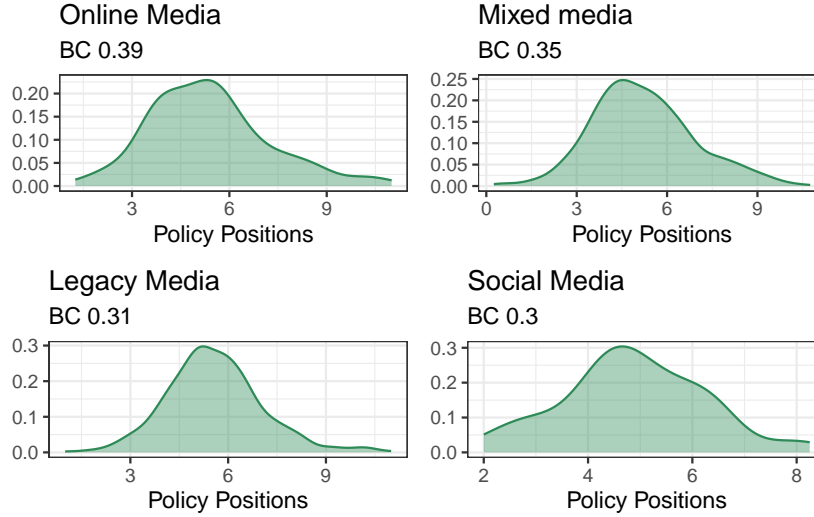 Online Media
BC 0.39
0.20
0.15
0.10
0.05
0.00
3 6 9
Policy Positions
Mixed media
BC 0.35
0.25
0.20
0.15
0.10
0.05
0.00
0 3 6 9
Policy Positions
Legacy Media
BC 0.31
0.3
0.2
0.1
0.0
3 6 9
Policy Positions
Social Media
BC 0.3
0.3
0.2
0.1
0.0
2 4 6 8
Policy Positions